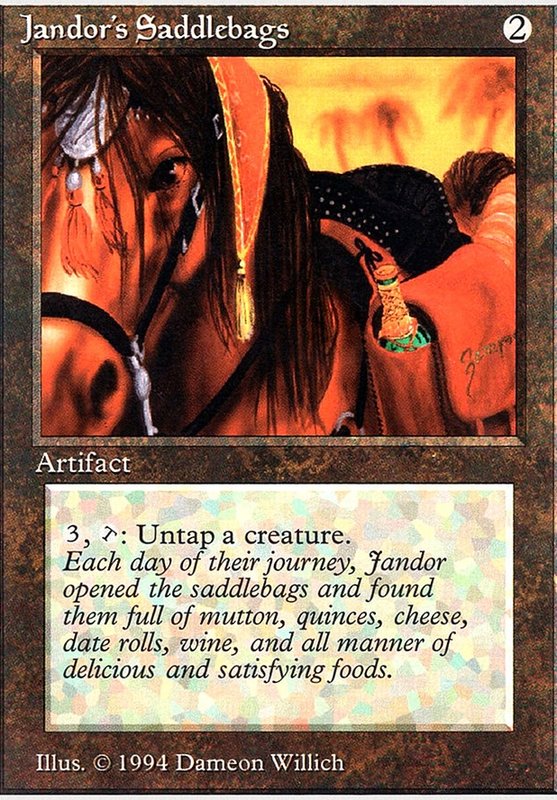 Jandor's Saddlebags 2
Artifact
3, T: Untap a creature.
Each day of their journey, Jandor
opened the saddlebags and found
them full of mutton, quinces, cheese,
date rolls, wine, and all manner of
delicious and satisfying foods.
Illus. © 1994 Dameon Willich